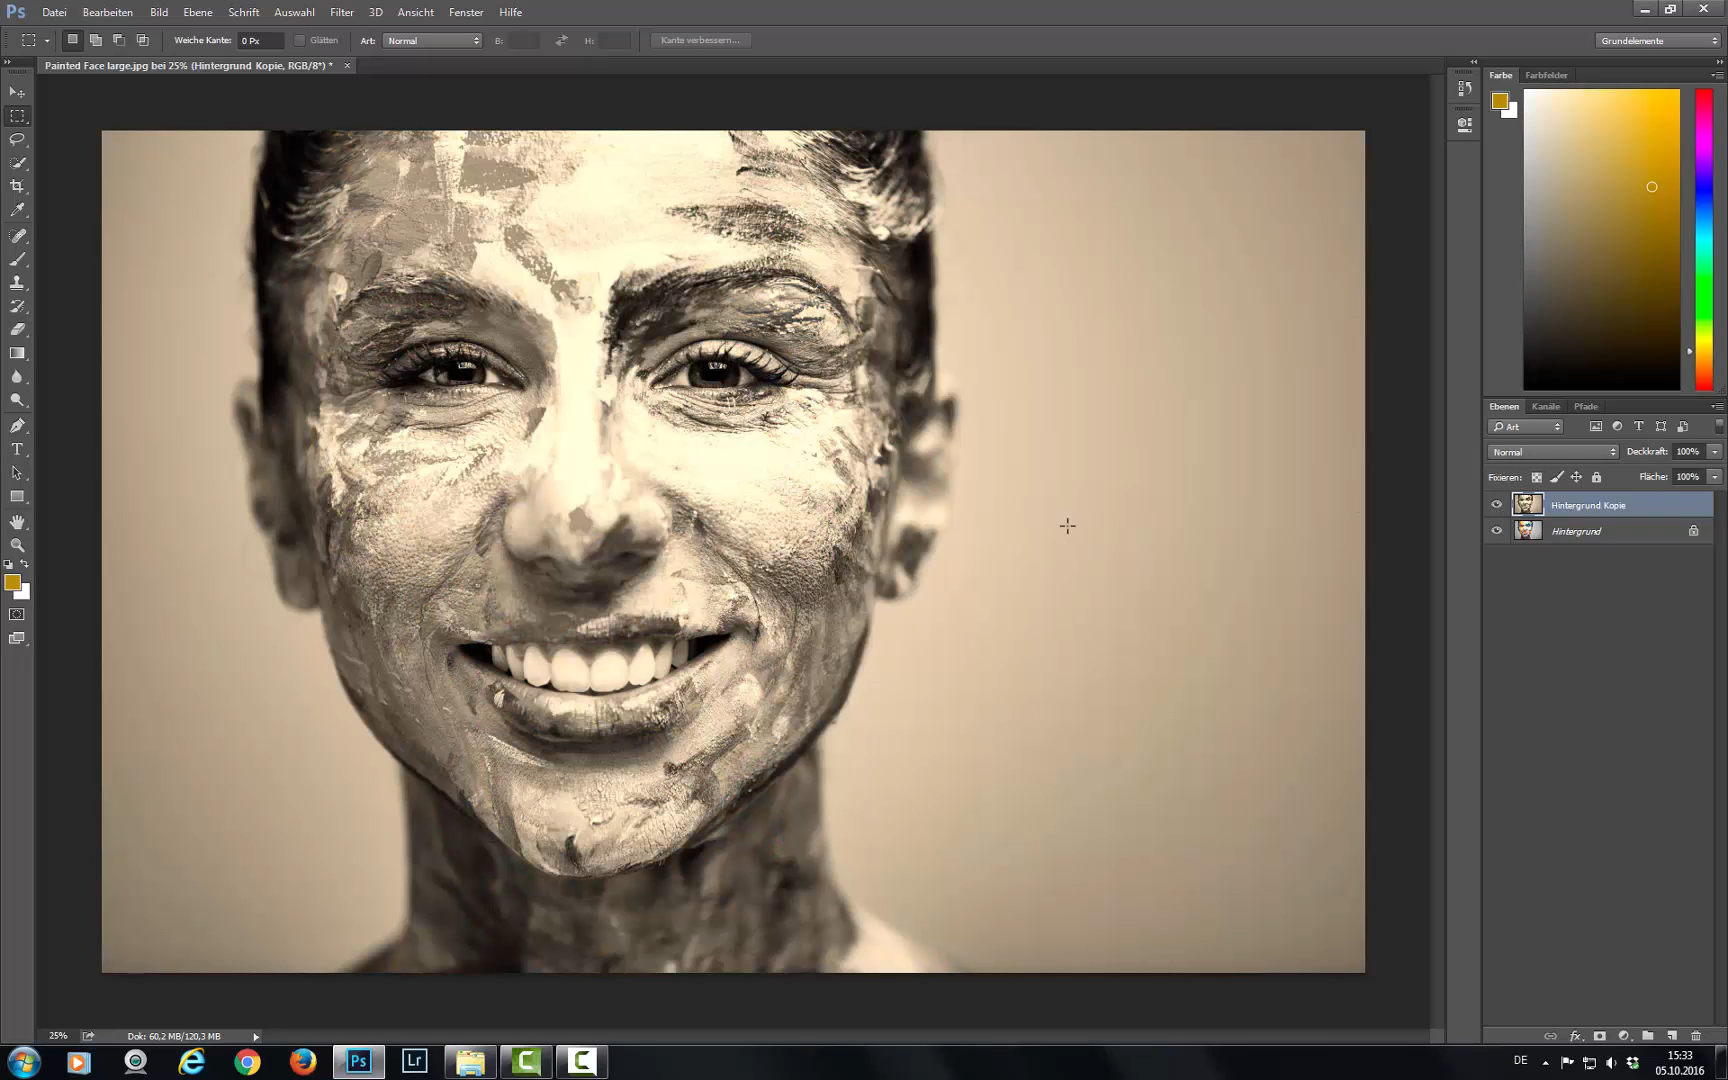 Ps Datei Bearbeiten Bild Ebene Schrift Auswahl Filter 3D Ansicht Fenster Hilfe
Weiche Kante: 0 Px Glätten Art: Normal B: H: Kante verbessern... Grundelemente
Painted Face large.jpg bei 25% (Hintergrund Kopie, RGB/8*) * ×
Farbe Farbfelder
Ebenen Kanäle Pfade
Art
Normal Deckkraft: 100%
Fixieren: Fläche: 100%
Hintergrund Kopie
Hintergrund
25% Dok: 60,2 MB/120,3 MB
Ps Lr DE 15:33
05.10.2016